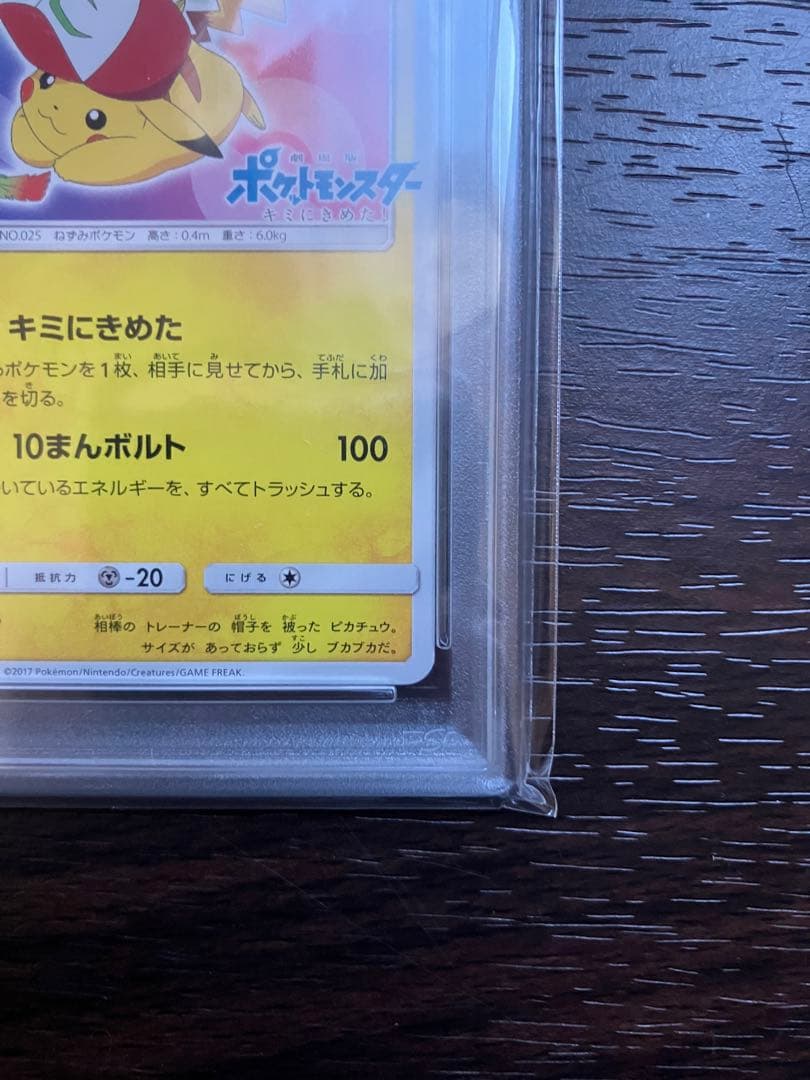 劇場版
ポケットモンスター
キミにきめた!
NO.025 ねずみポケモン 高さ:0.4m 重さ:6.0kg
キミにきめた
ポケモンを1枚、相手に見せてから、手札に加
を切る。
10まんボルト 100
いているエネルギーを、すべてトラッシュする。
抵抗力 -20 にげる
相棒の トレーナーの 帽子を 被った ピカチュウ。
サイズが あっておらず 少し ブカブカだ。
©2017 Pokémon/Nintendo/Creatures/GAME FREAK.
PSA